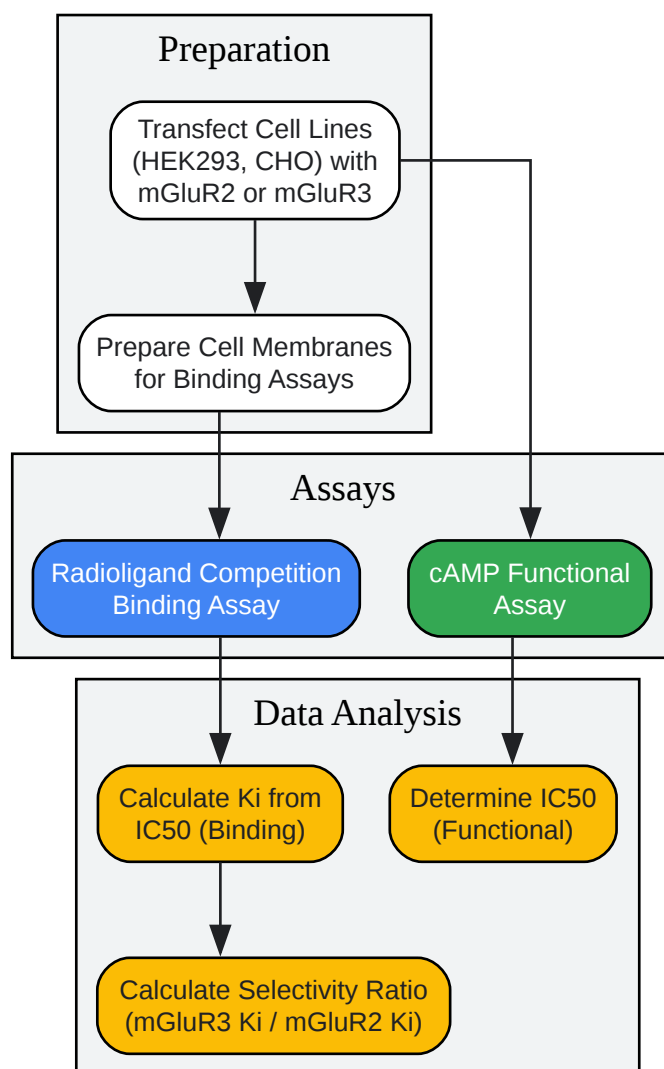 Preparation
Transfect Cell Lines
(HEK293, CHO) with
mGluR2 or mGluR3
Prepare Cell Membranes
for Binding Assays
Assays
Radioligand Competition
Binding Assay
cAMP Functional
Assay
Data Analysis
Calculate Ki from
IC50 (Binding)
Determine IC50
(Functional)
Calculate Selectivity Ratio
(mGluR3 Ki / mGluR2 Ki)